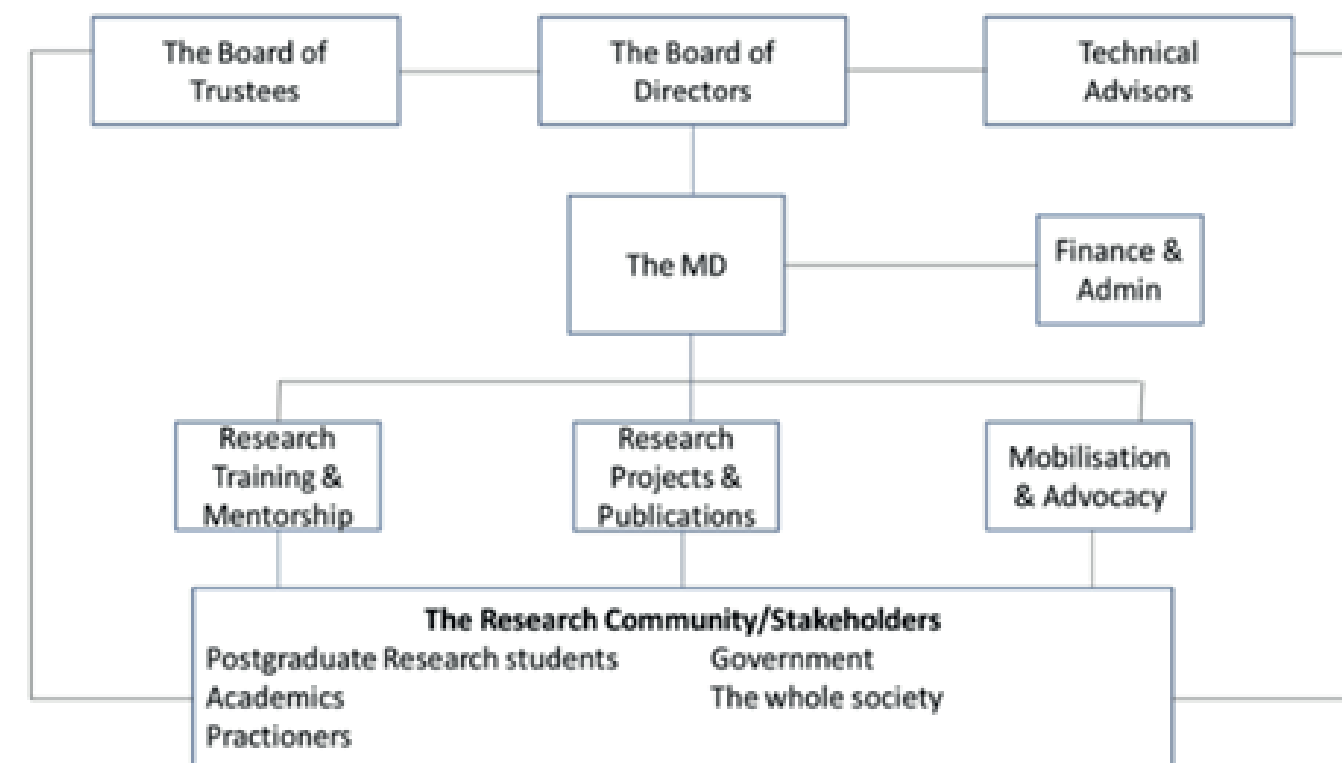 The Board of
Trustees
The Board of
Directors
Technical
Advisors
The MD
Finance &
Admin
Research
Training &
Mentorship
Research
Projects &
Publications
Mobilisation
& Advocacy
The Research Community/Stakeholders
Postgraduate Research students
Academics
Practioners
Government
The whole society